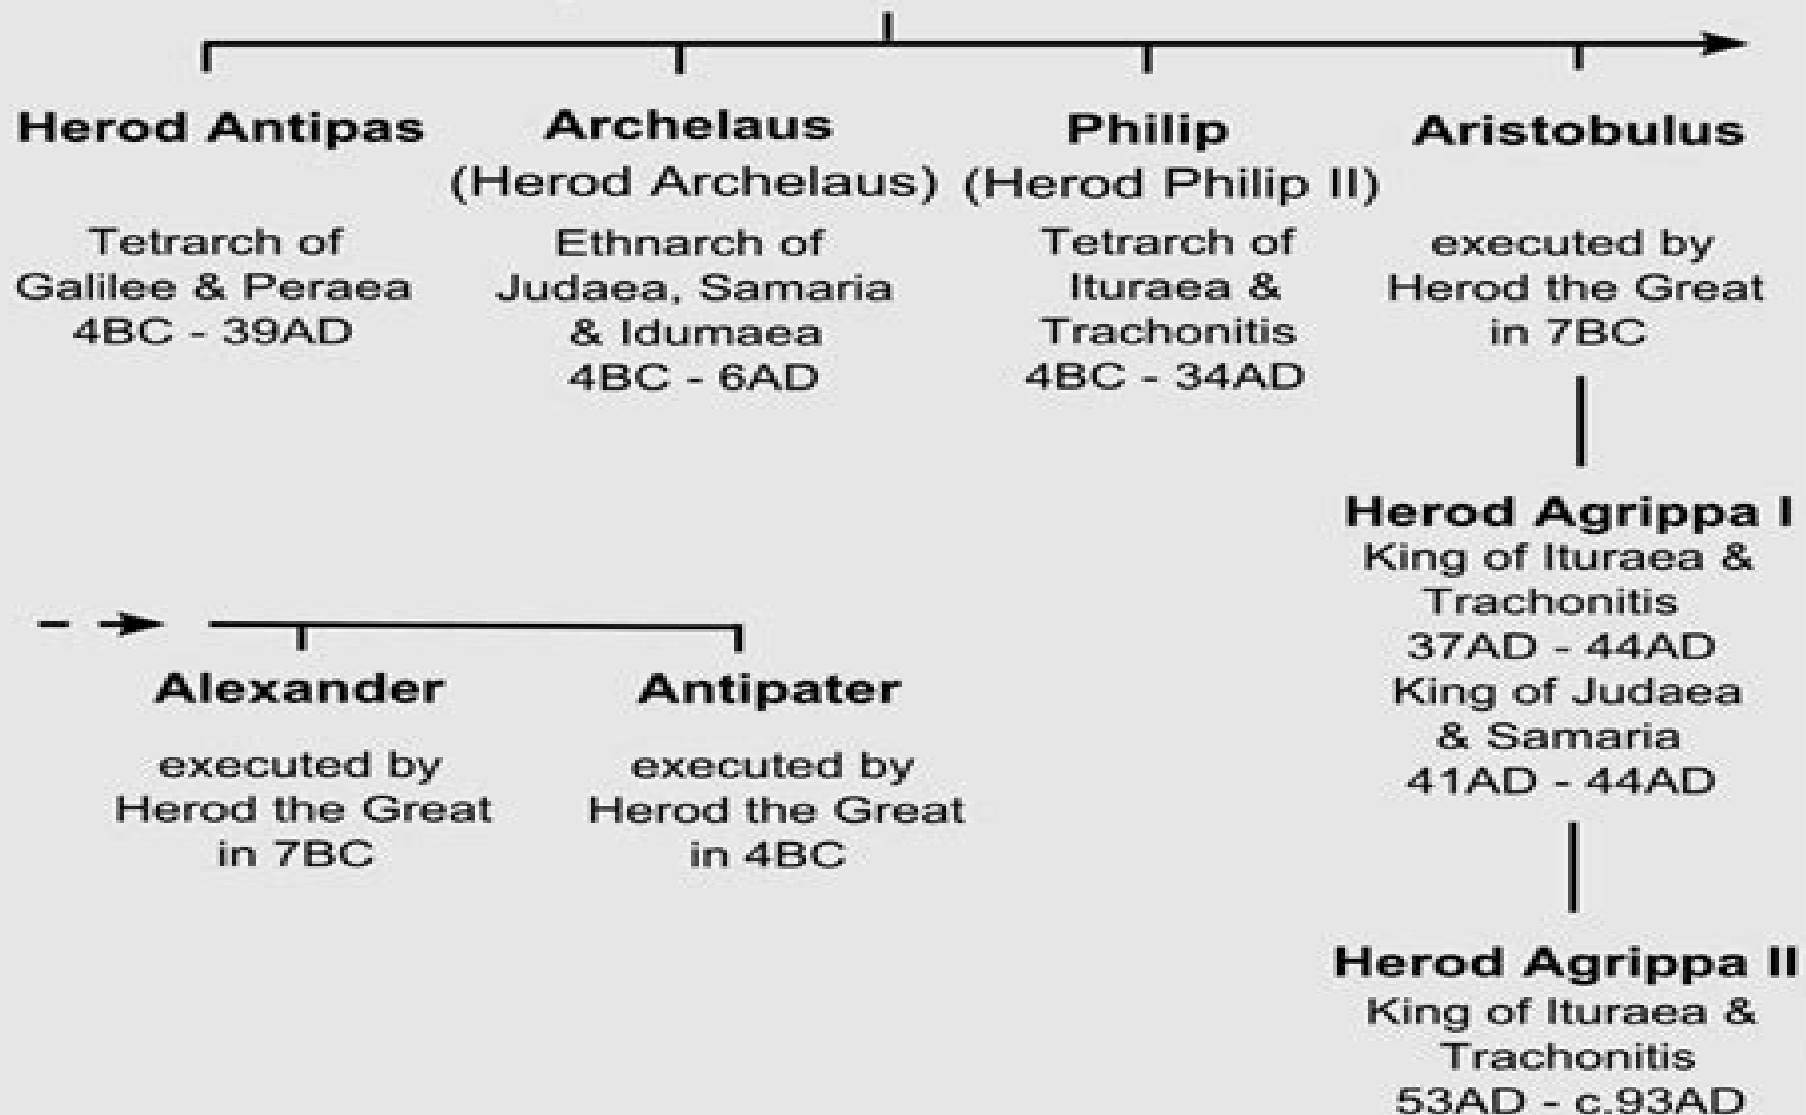 Herod Antipas
Tetrarch of
Galilee & Peraea
4BC - 39AD
Archelaus
(Herod Archelaus)
Ethnarch of
Judaea, Samaria
& Idumaea
4BC - 6AD
Philip
(Herod Philip II)
Tetrarch of
Ituraea &
Trachonitis
4BC - 34AD
Aristobulus
executed by
Herod the Great
in 7BC
Herod Agrippa I
King of Ituraea &
Trachonitis
37AD - 44AD
King of Judaea
& Samaria
41AD - 44AD
Herod Agrippa II
King of Ituraea &
Trachonitis
53AD - c.93AD
Alexander
executed by
Herod the Great
in 7BC
Antipater
executed by
Herod the Great
in 4BC